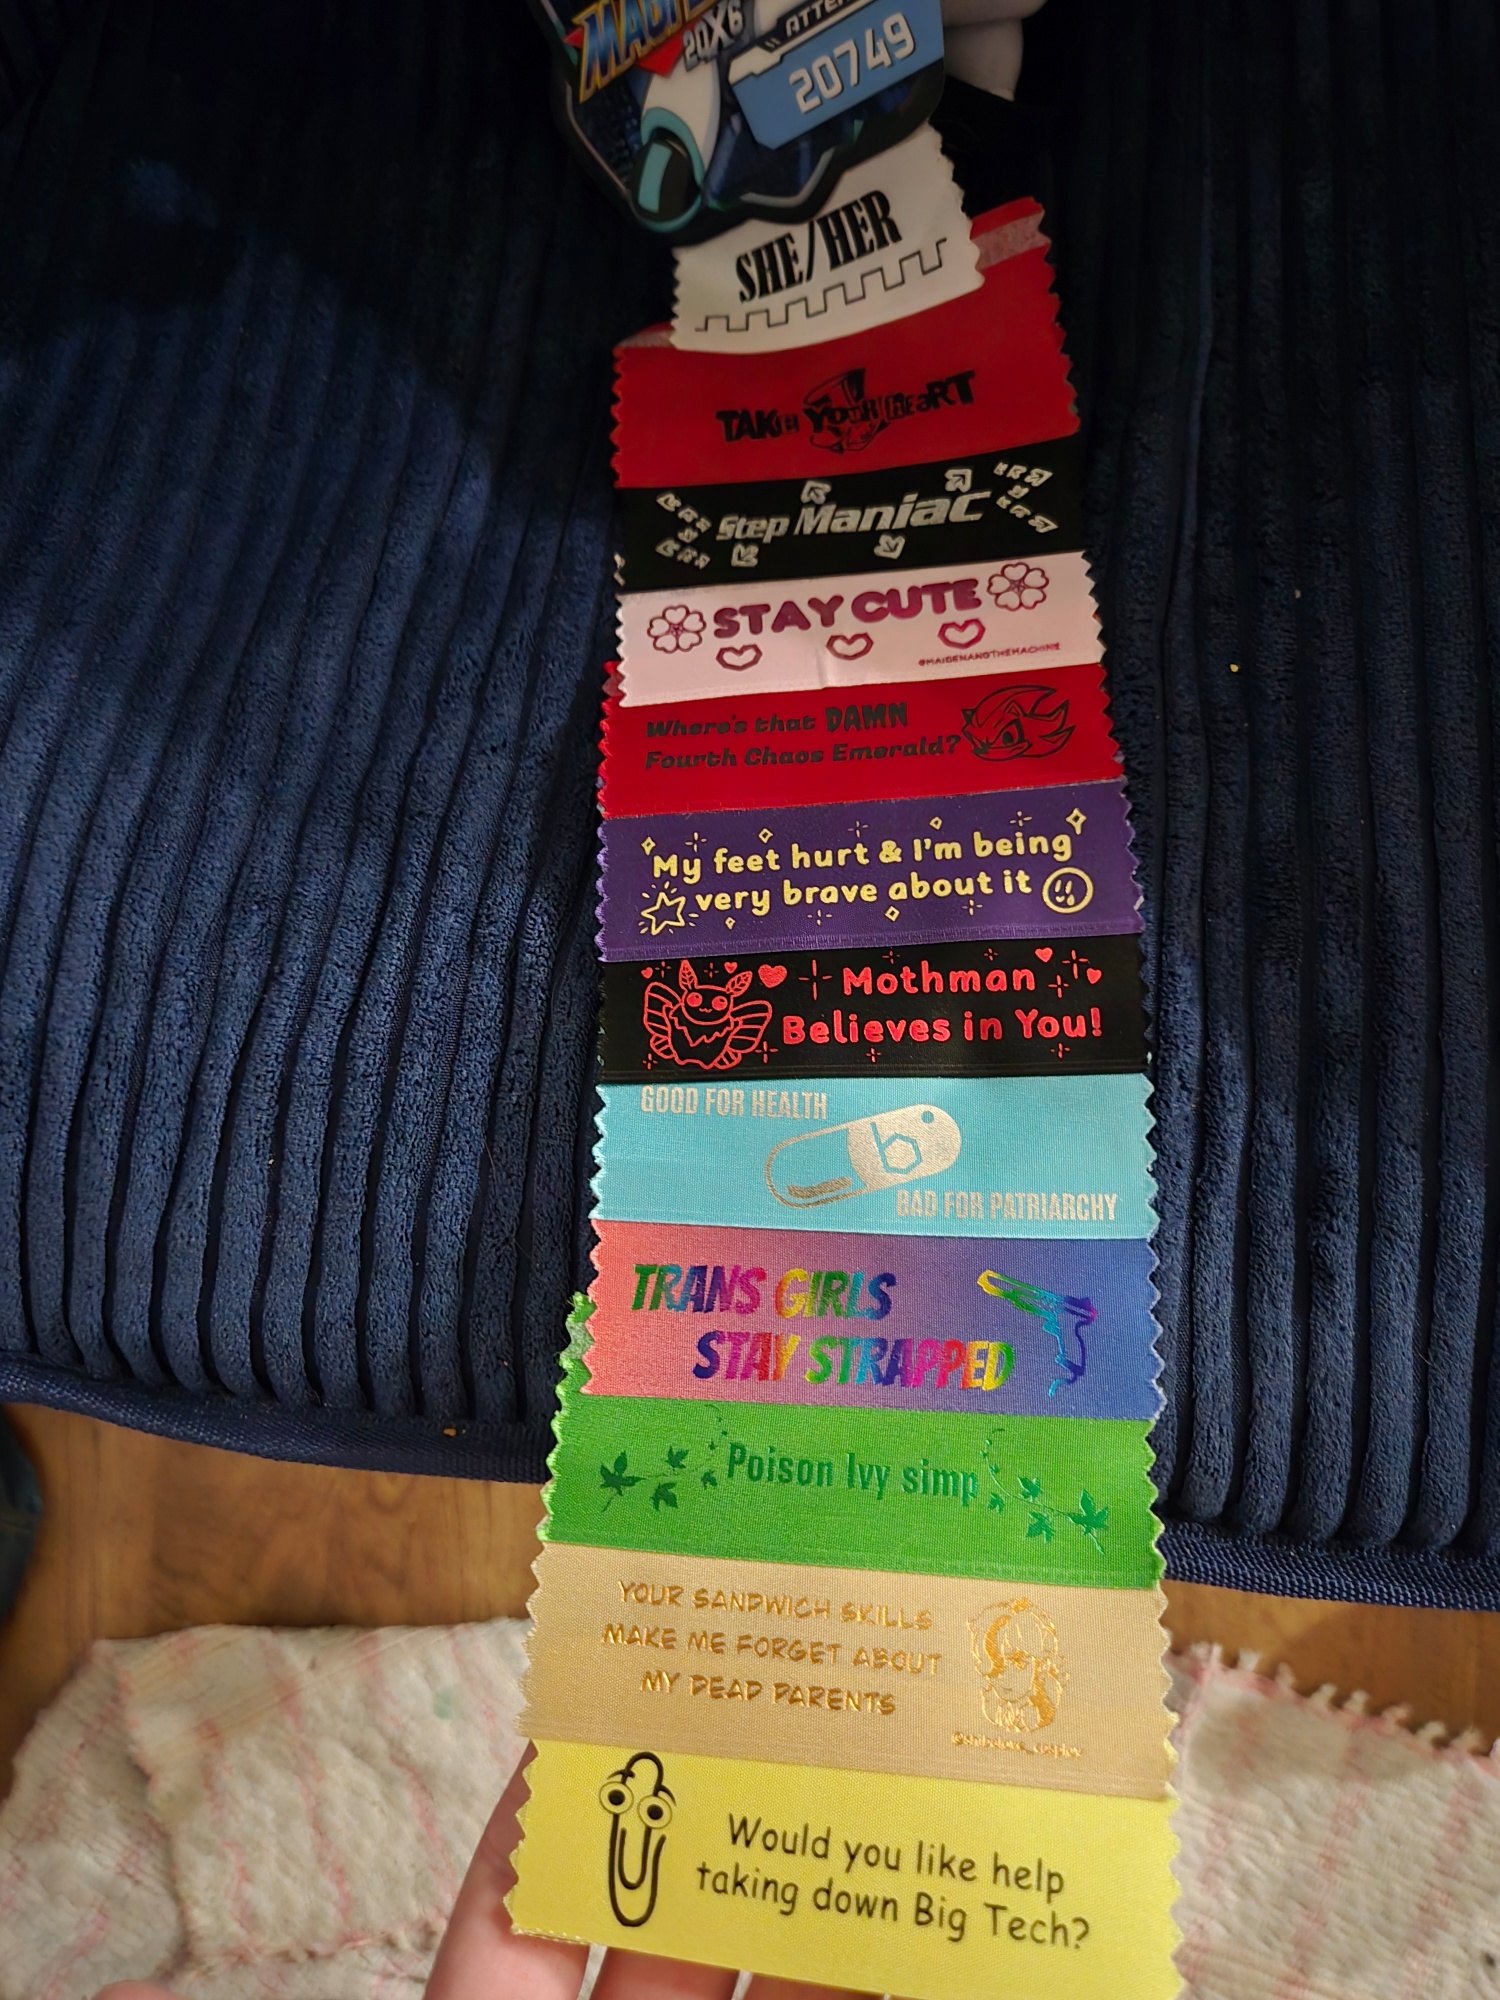 20X6
20749
SHE/HER
TAKE YOUR HEART
Step ManiaC
STAY CUTE
@MAIDENANDTHEMACHINE
Where's that DAMN
Fourth Chaos Emerald?
My feet hurt & I'm being
very brave about it
Mothman
Believes in You!
GOOD FOR HEALTH
b
BAD FOR PATRIARCHY
TRANS GIRLS
STAY STRAPPED
Poison Ivy simp
YOUR SANDWICH SKILLS
MAKE ME FORGET ABOUT
MY DEAD PARENTS
Would you like help
taking down Big Tech?